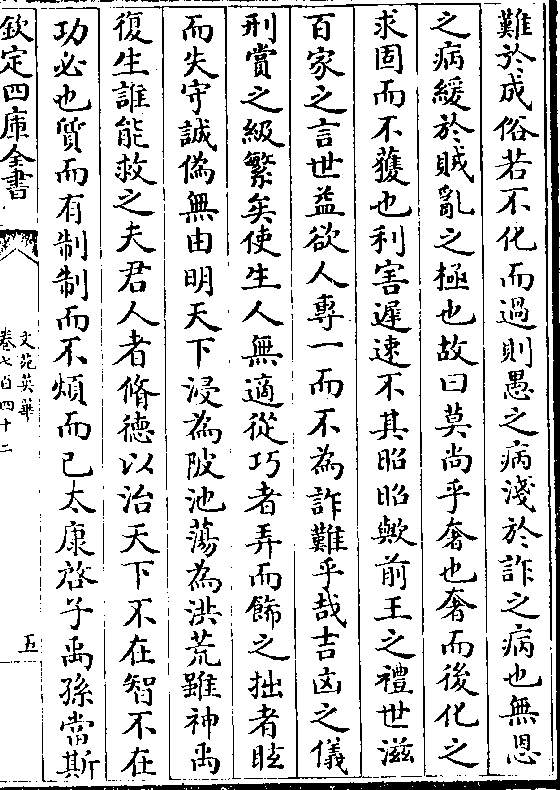 難於成俗若不化而過則愚之病淺於詐之病也無恩
之病緩於賊亂之極也故曰莫尚乎奢也奢而後化之
求固而不獲也利害遲速不其昭昭歟前王之禮世滋
百家之言世益欲人專一而不為詐難乎哉吉凶之儀
刑賞之級繁矣使生人無適從巧者弄而飾之拙者眩
而失守誠偽無由明天下浸為陂池蕩為洪荒雖神禹
復生誰能救之夫君人者脩德以治天下不在智不在
功必也質而有制制而不煩而已太康啓子禹孫當斯
欽定四庫全書
文苑英華
卷七百四十二
五